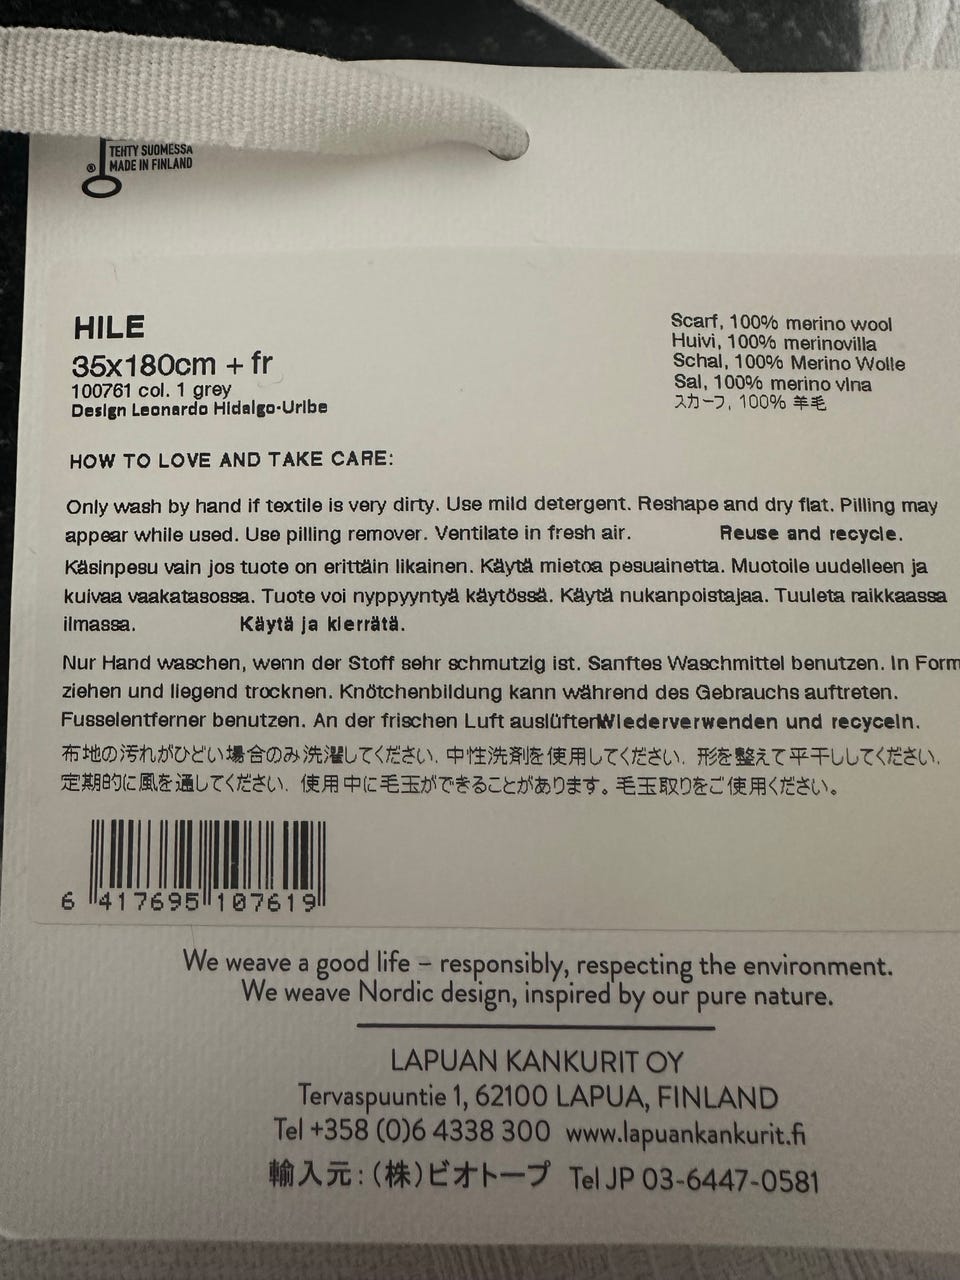 TEHTY SUOMESSA
® MADE IN FINLAND
HILE
35x180cm + fr
100761 col. 1 grey
Design Leonardo Hidalgo-Uribe
Scarf, 100% merino wool
Huivi, 100% merinovilla
Schal, 100% Merino Wolle
Sal, 100% merino vlna
スカーフ, 100% 羊毛
HOW TO LOVE AND TAKE CARE:
Only wash by hand if textile is very dirty. Use mild detergent. Reshape and dry flat. Pilling may
appear while used. Use pilling remover. Ventilate in fresh air. Reuse and recycle.
Käsinpesu vain jos tuote on erittäin likainen. Käytä mietoa pesuainetta. Muotoile uudelleen ja
kuivaa vaakatasossa. Tuote voi nyppyyntyä käytössä. Käytä nukanpoistajaa. Tuuleta raikkaassa
ilmassa. Käytä ja kierrätä.
Nur Hand waschen, wenn der Stoff sehr schmutzig ist. Sanftes Waschmittel benutzen. In Form
ziehen und liegend trocknen. Knötchenbildung kann während des Gebrauchs auftreten.
Fusselentferner benutzen. An der frischen Luft auslüften Wiederverwenden und recyceln.
布地の汚れがひどい場合のみ洗濯してください. 中性洗剤を使用してください. 形を整えて平干ししてください.
定期的に風を通してください. 使用中に毛玉ができることがあります。毛玉取りをご使用ください。
6 417695 107619
We weave a good life – responsibly, respecting the environment.
We weave Nordic design, inspired by our pure nature.
LAPUAN KANKURIT OY
Tervaspuuntie 1, 62100 LAPUA, FINLAND
Tel +358 (0)6 4338 300 www.lapuankankurit.fi
輸入元：（株）ビオトープ Tel JP 03-6447-0581